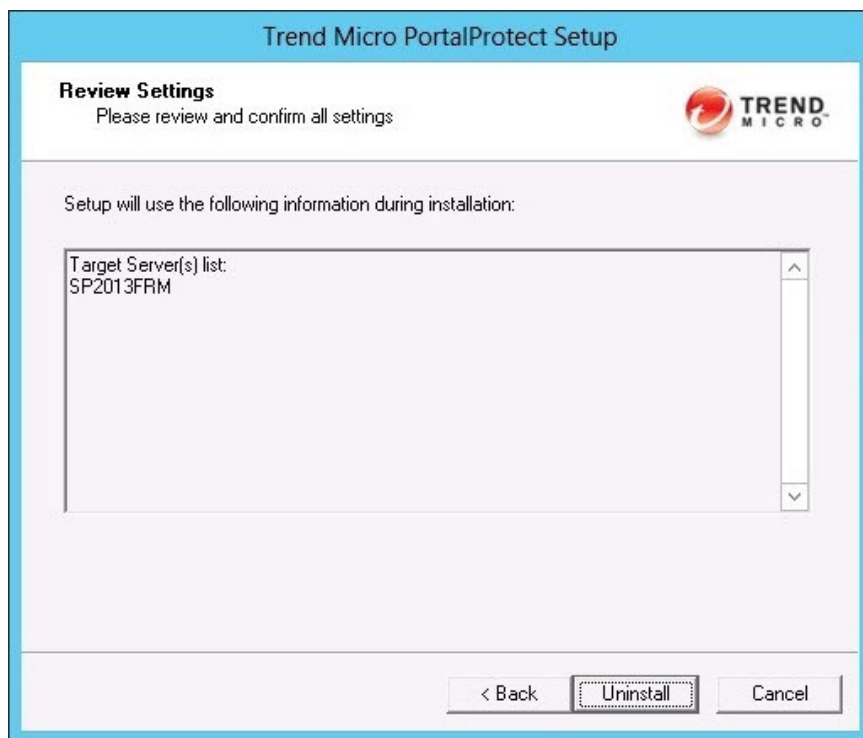 Trend Micro PortalProtect Setup
Review Settings
Please review and confirm all settings
TREND
MICRO™
Setup will use the following information during installation:
Target Server(s) list:
SP2013FRM
< Back
Uninstall
Cancel